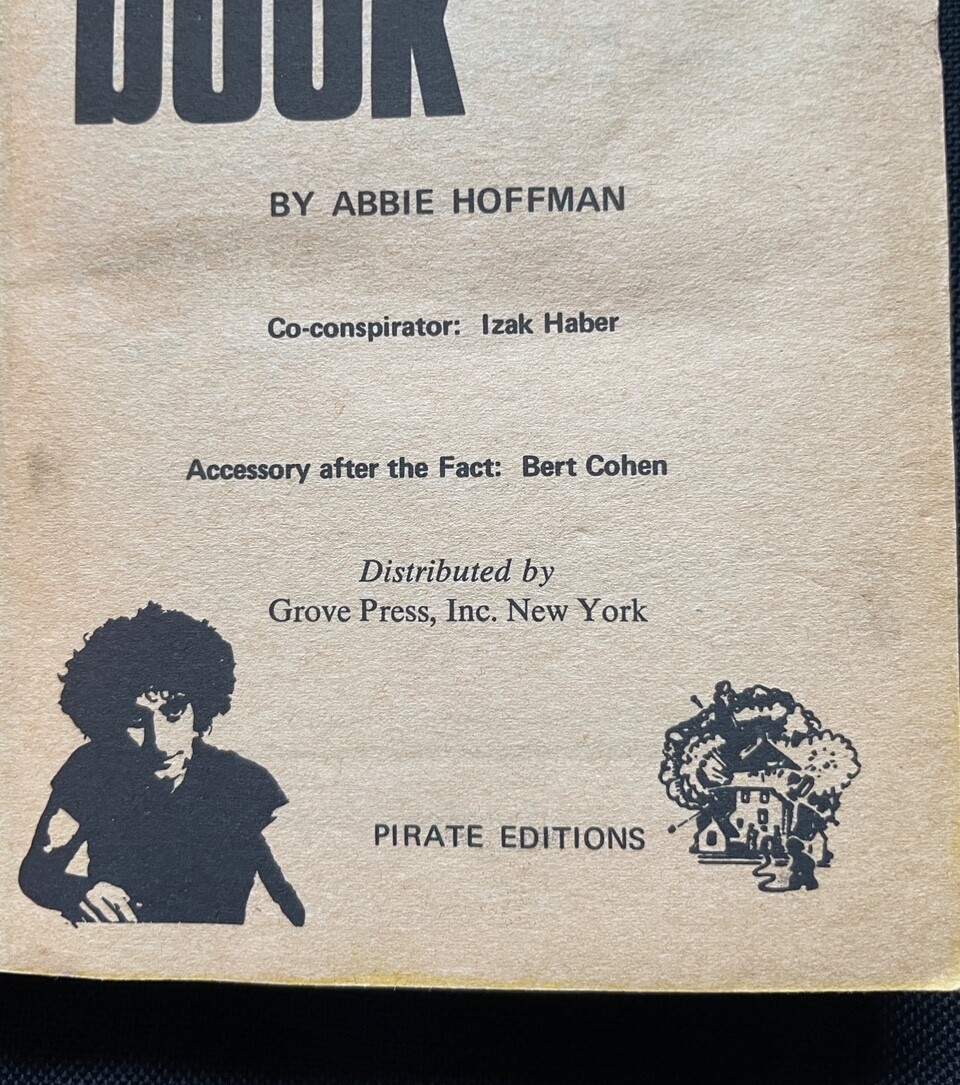 book
BY ABBIE HOFFMAN
Co-conspirator: Izak Haber
Accessory after the Fact: Bert Cohen
Distributed by
Grove Press, Inc. New York
PIRATE EDITIONS